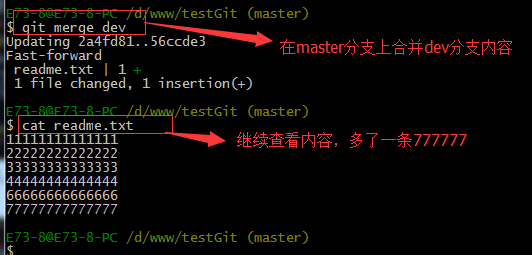 E73-8@E73-8-PC /d/www/testGit (master)
$ git merge dev
Updating 2a4fd81..56ccde3
在master分支上合并dev分支内容
Fast-forward
readme.txt | 1 +
1 file changed, 1 insertion(+)
E73-8@E73-8-PC /d/www/testGit (master)
$ cat readme.txt
继续查看内容，多了一条777777
11111111111111
22222222222222
33333333333333
44444444444444
66666666666666
77777777777777
E73-8@E73-8-PC /d/www/testGit (master)
$